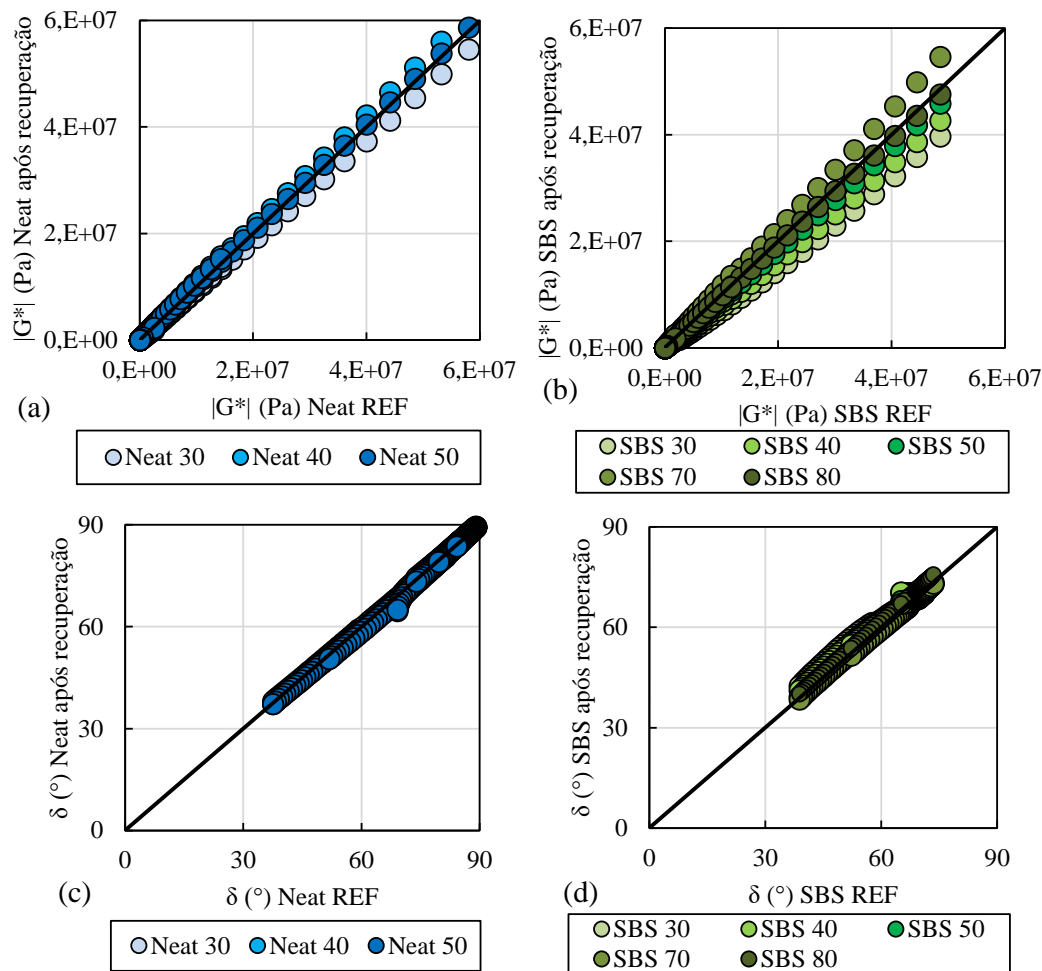 |G*| (Pa) Neat após recuperação
6,E+07
4,E+07
2,E+07
0,E+00
0,E+00 2,E+07 4,E+07 6,E+07
(a)
|G*| (Pa) Neat REF
Neat 30 Neat 40 Neat 50
|G*| (Pa) SBS após recuperação
6,E+07
4,E+07
2,E+07
0,E+00
0,E+00 2,E+07 4,E+07 6,E+07
(b)
|G*| (Pa) SBS REF
SBS 30 SBS 40 SBS 50
SBS 70 SBS 80
δ (°) Neat após recuperação
90
60
30
0
0 30 60 90
(c)
δ (°) Neat REF
Neat 30 Neat 40 Neat 50
δ (°) SBS após recuperação
90
60
30
0
0 30 60 90
(d)
δ (°) SBS REF
SBS 30 SBS 40 SBS 50
SBS 70 SBS 80